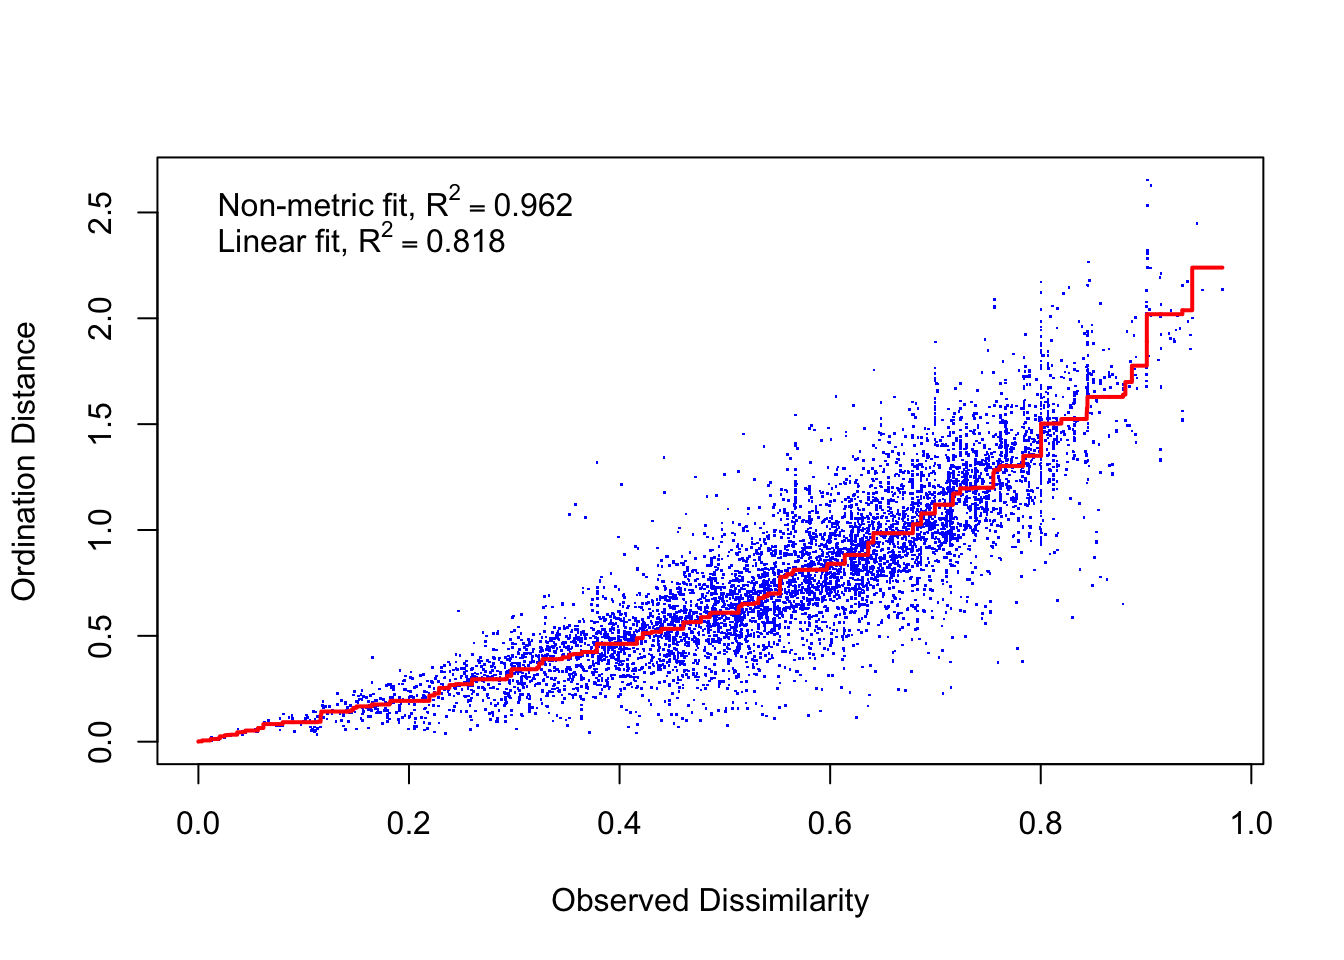 Non-metric fit, R² = 0.962
Linear fit, R² = 0.818
Ordination Distance
2.5
2.0
1.5
1.0
0.5
0.0
0.0 0.2 0.4 0.6 0.8 1.0
Observed Dissimilarity